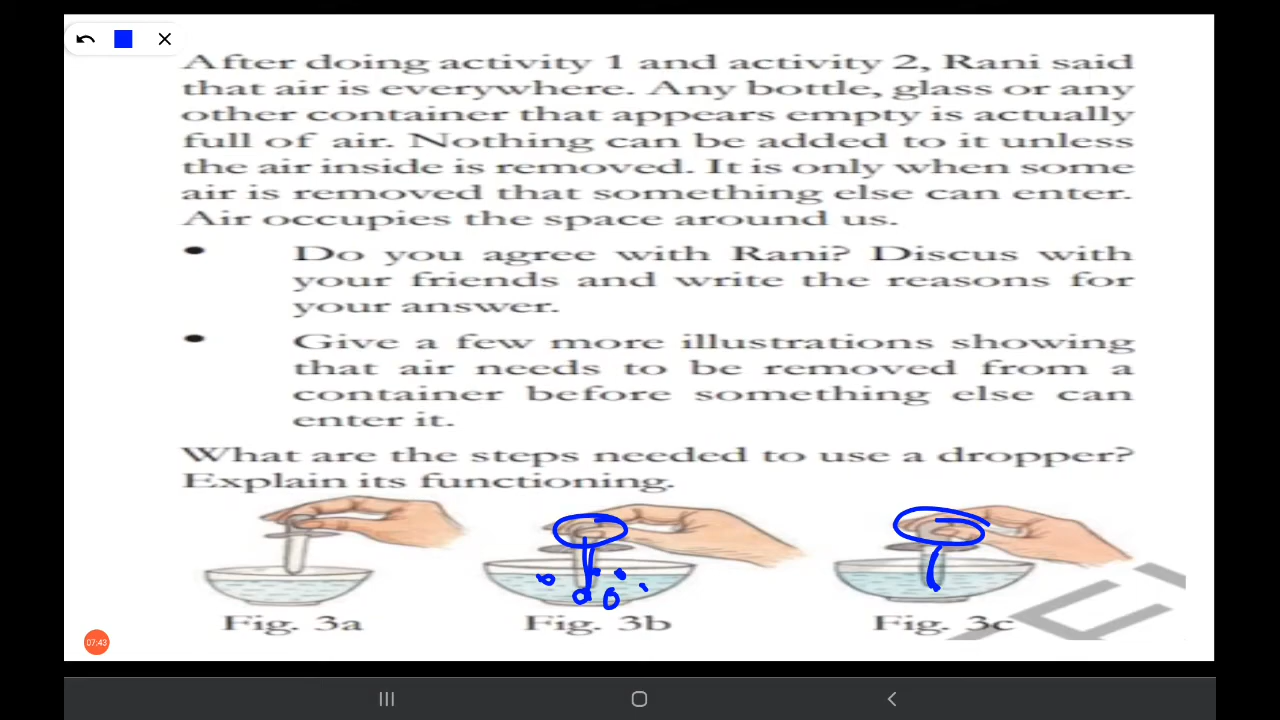 After doing activity 1 and activity 2, Rani said
that air is everywhere. Any bottle, glass or any
other container that appears empty is actually
full of air. Nothing can be added to it unless
the air inside is removed. It is only when some
air is removed that something else can enter.
Air occupies the space around us.
• Do you agree with Rani? Discus with
your friends and write the reasons for
your answer.
• Give a few more illustrations showing
that air needs to be removed from a
container before something else can
enter it.
What are the steps needed to use a dropper?
Explain its functioning.
Fig. 3a Fig. 3b Fig. 3c
07:43